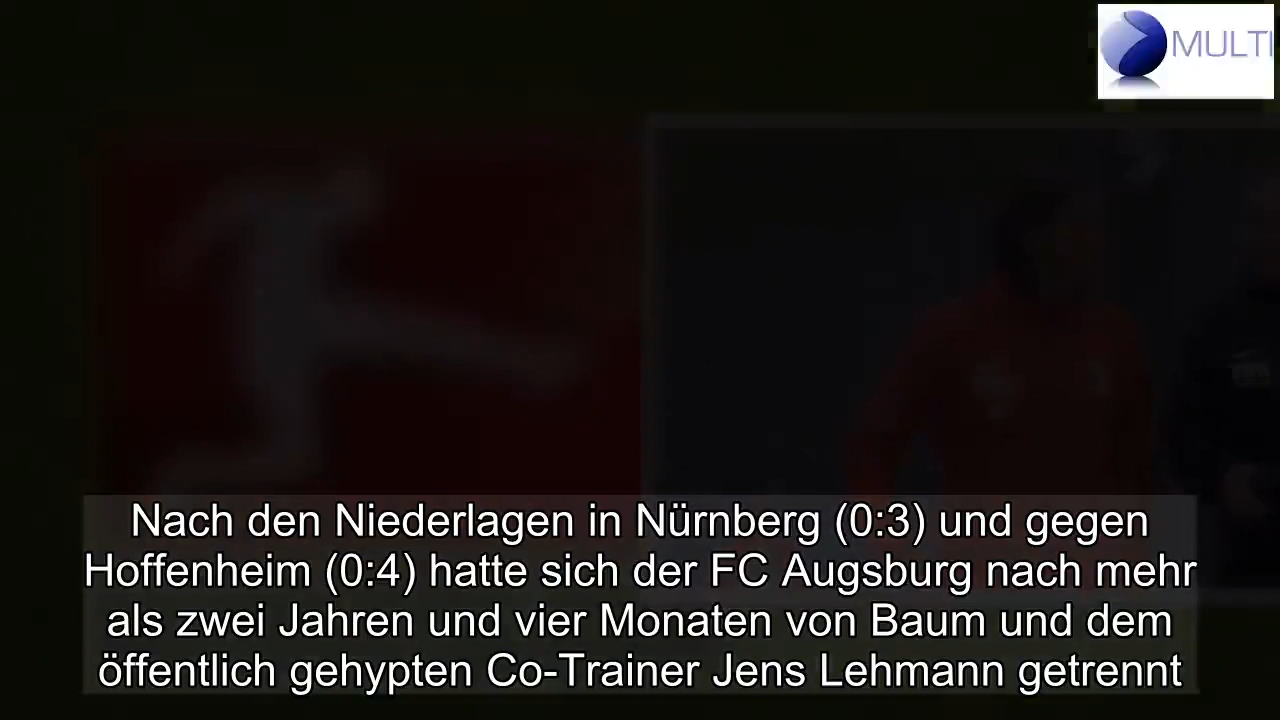 MULTI
Nach den Niederlagen in Nürnberg (0:3) und gegen
Hoffenheim (0:4) hatte sich der FC Augsburg nach mehr
als zwei Jahren und vier Monaten von Baum und dem
öffentlich gehypten Co-Trainer Jens Lehmann getrennt